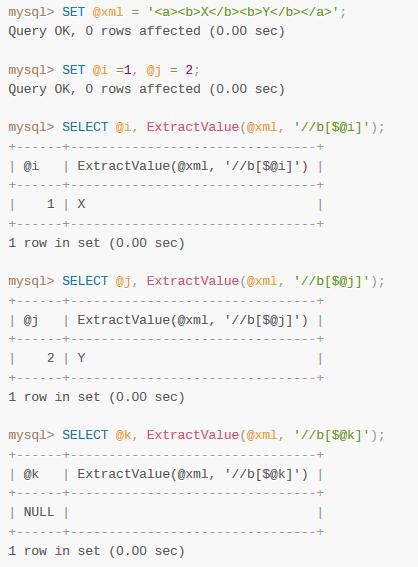 mysql> SET @xml = '<a><b>X</b><b>Y</b></a>';
Query OK, 0 rows affected (0.00 sec)

mysql> SET @i =1, @j = 2;
Query OK, 0 rows affected (0.00 sec)

mysql> SELECT @i, ExtractValue(@xml, '//b[$@i]');
+------+--------------------------------+
| @i   | ExtractValue(@xml, '//b[$@i]') |
+------+--------------------------------+
|    1 | X                              |
+------+--------------------------------+
1 row in set (0.00 sec)

mysql> SELECT @j, ExtractValue(@xml, '//b[$@j]');
+------+--------------------------------+
| @j   | ExtractValue(@xml, '//b[$@j]') |
+------+--------------------------------+
|    2 | Y                              |
+------+--------------------------------+
1 row in set (0.00 sec)

mysql> SELECT @k, ExtractValue(@xml, '//b[$@k]');
+------+--------------------------------+
| @k   | ExtractValue(@xml, '//b[$@k]') |
+------+--------------------------------+
| NULL |                                |
+------+--------------------------------+
1 row in set (0.00 sec)